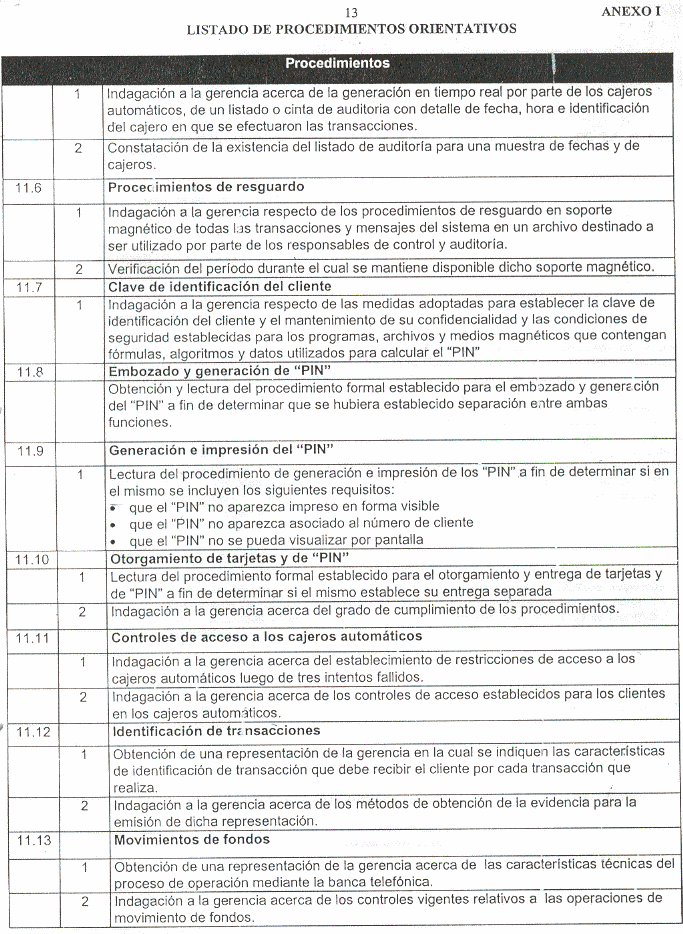 13
ANEXO I
LISTADO DE PROCEDIMIENTOS ORIENTATIVOS
Procedimientos
1 Indagación a la gerencia acerca de la generación en tiempo real por parte de los cajeros
automáticos, de un listado o cinta de auditoria con detalle de fecha, hora e identificación
del cajero en que se efectuaron las transacciones.
2 Constatación de la existencia del listado de auditoría para una muestra de fechas y de
cajeros.
11.6 Procedimientos de resguardo
1 Indagación a la gerencia respecto de los procedimientos de resguardo en soporte
magnético de todas las transacciones y mensajes del sistema en un archivo destinado a
ser utilizado por parte de los responsables de control y auditoría.
2 Verificación del período durante el cual se mantiene disponible dicho soporte magnético.
11.7 Clave de identificación del cliente
1 Indagación a la gerencia respecto de las medidas adoptadas para establecer la clave de
identificación del cliente y el mantenimiento de su confidencialidad y las condiciones de
seguridad establecidas para los programas, archivos y medios magnéticos que contengan
fórmulas, algoritmos y datos utilizados para calcular el "PIN"
11.8 Embozado y generación de "PIN"
Obtención y lectura del procedimiento formal establecido para el embozado y generación
del "PIN" a fin de determinar que se hubiera establecido separación entre ambas
funciones.
11.9 Generación e impresión del "PIN"
1 Lectura del procedimiento de generación e impresión de los "PIN" a fin de determinar si en
el mismo se incluyen los siguientes requisitos:
• que el "PIN" no aparezca impreso en forma visible
• que el "PIN" no aparezca asociado al número de cliente
• que el "PIN" no se pueda visualizar por pantalla
11.10 Otorgamiento de tarjetas y de "PIN"
1 Lectura del procedimiento formal establecido para el otorgamiento y entrega de tarjetas y
de "PIN" a fin de determinar si el mismo establece su entrega separada
2 Indagación a la gerencia acerca del grado de cumplimiento de los procedimientos.
11.11 Controles de acceso a los cajeros automáticos
1 Indagación a la gerencia acerca del establecimiento de restricciones de acceso a los
cajeros automáticos luego de tres intentos fallidos.
2 Indagación a la gerencia acerca de los controles de acceso establecidos para los clientes
en los cajeros automáticos.
11.12 Identificación de transacciones
1 Obtención de una representación de la gerencia en la cual se indiquen las características
de identificación de transacción que debe recibir el cliente por cada transacción que
realiza.
2 Indagación a la gerencia acerca de los métodos de obtención de la evidencia para la
emisión de dicha representación.
11.13 Movimientos de fondos
1 Obtención de una representación de la gerencia acerca de las características técnicas del
proceso de operación mediante la banca telefónica.
2 Indagación a la gerencia acerca de los controles vigentes relativos a las operaciones de
movimiento de fondos.